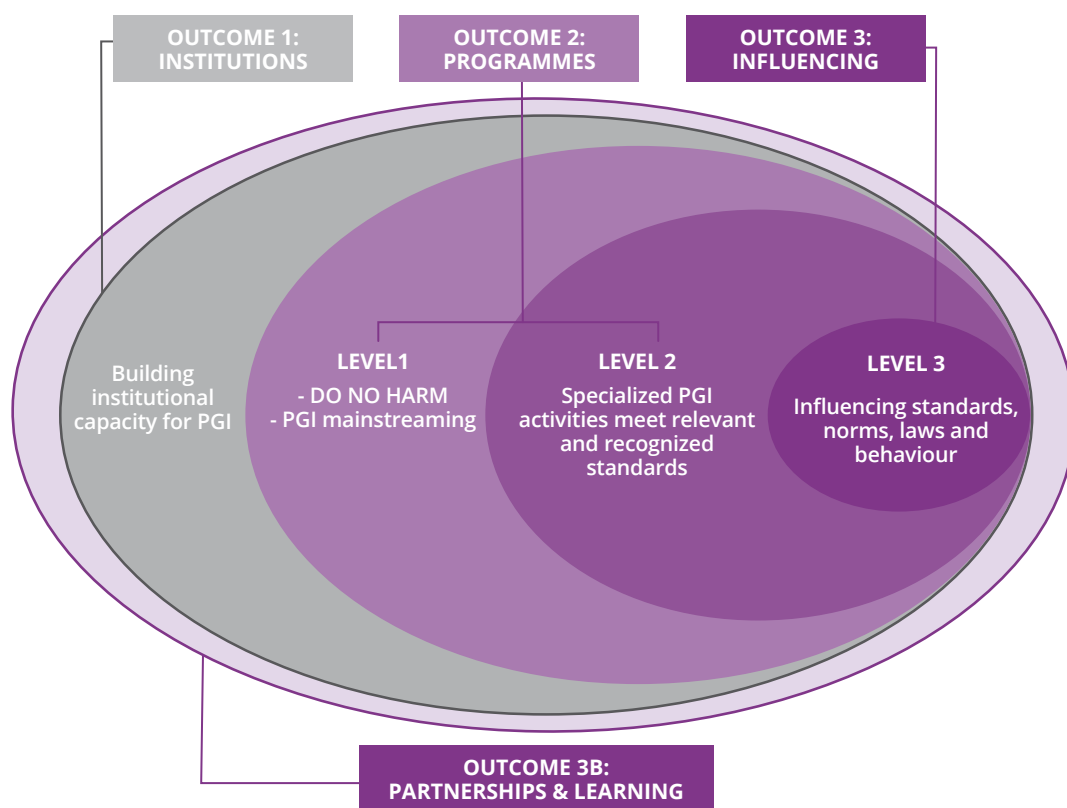 OUTCOME 1:
INSTITUTIONS
OUTCOME 2:
PROGRAMMES
OUTCOME 3:
INFLUENCING
Building
institutional
capacity for PGI
LEVEL1
- DO NO HARM
- PGI mainstreaming
LEVEL 2
Specialized PGI
activities meet relevant
and recognized
standards
LEVEL 3
Influencing standards,
norms, laws and
behaviour
OUTCOME 3B:
PARTNERSHIPS & LEARNING